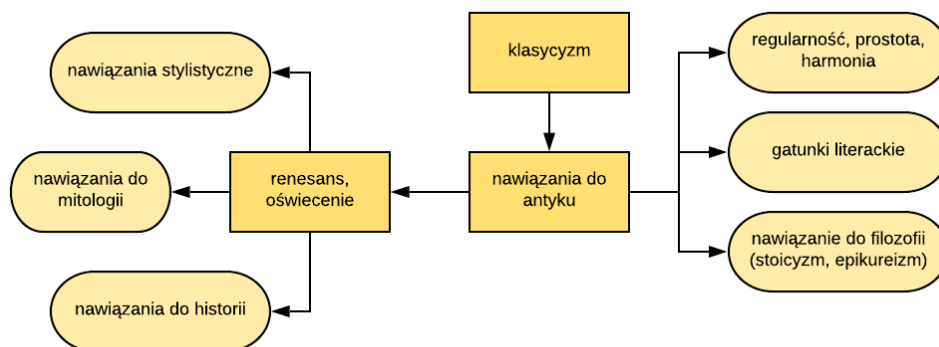 klasycyzm
regularność, prostota,
harmonia
nawiązania stylistyczne
gatunki literackie
nawiązania do
mitologii
renesans,
oświecenie
nawiązania do
antyku
nawiązanie do filozofii
(stoicyzm, epikureizm)
nawiązania do historii